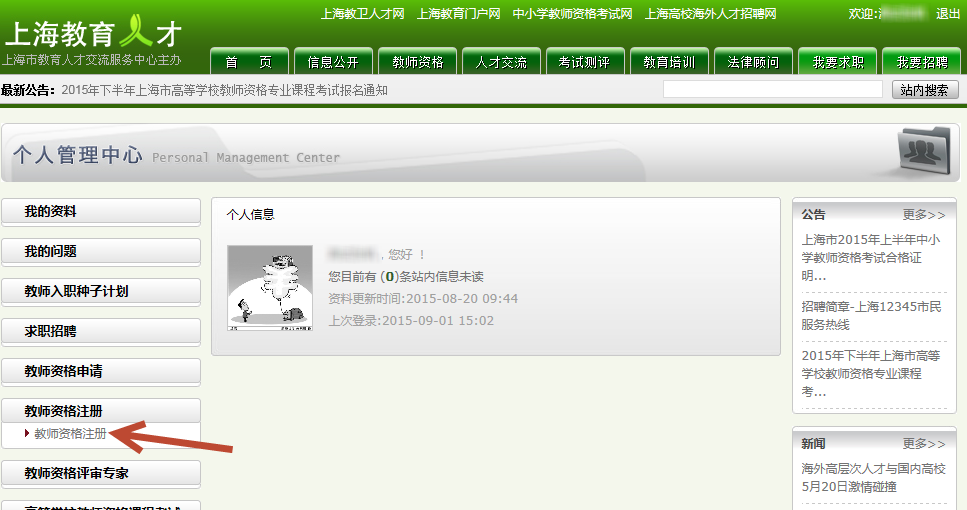 上海教卫人才网 上海教育门户网 中小学教师资格考试网 上海高校海外人才招聘网
欢迎: 退出
上海教育人才
上海市教育人才交流服务中心主办
首 页 信息公开 教师资格 人才交流 考试测评 教育培训 法律顾问 我要求职 我要招聘
最新公告: 2015年下半年上海市高等学校教师资格专业课程考试报名通知
站内搜索
个人管理中心 Personal Management Center
我的资料
我的问题
教师入职种子计划
求职招聘
教师资格申请
教师资格注册
教师资格注册
教师资格评审专家
高等学校教师资格课程考试
个人信息
，您好 ！
您目前有 (0)条站内信息未读
资料更新时间:2015-08-20 09:44
上次登录:2015-09-01 15:02
公告 更多>>
上海市2015年上半年中小
学教师资格考试合格证
明...
招聘简章-上海12345市民
服务热线
2015年下半年上海市高等
学校教师资格专业课程
考...
新闻 更多>>
海外高层次人才与国内高校
5月20日激情碰撞